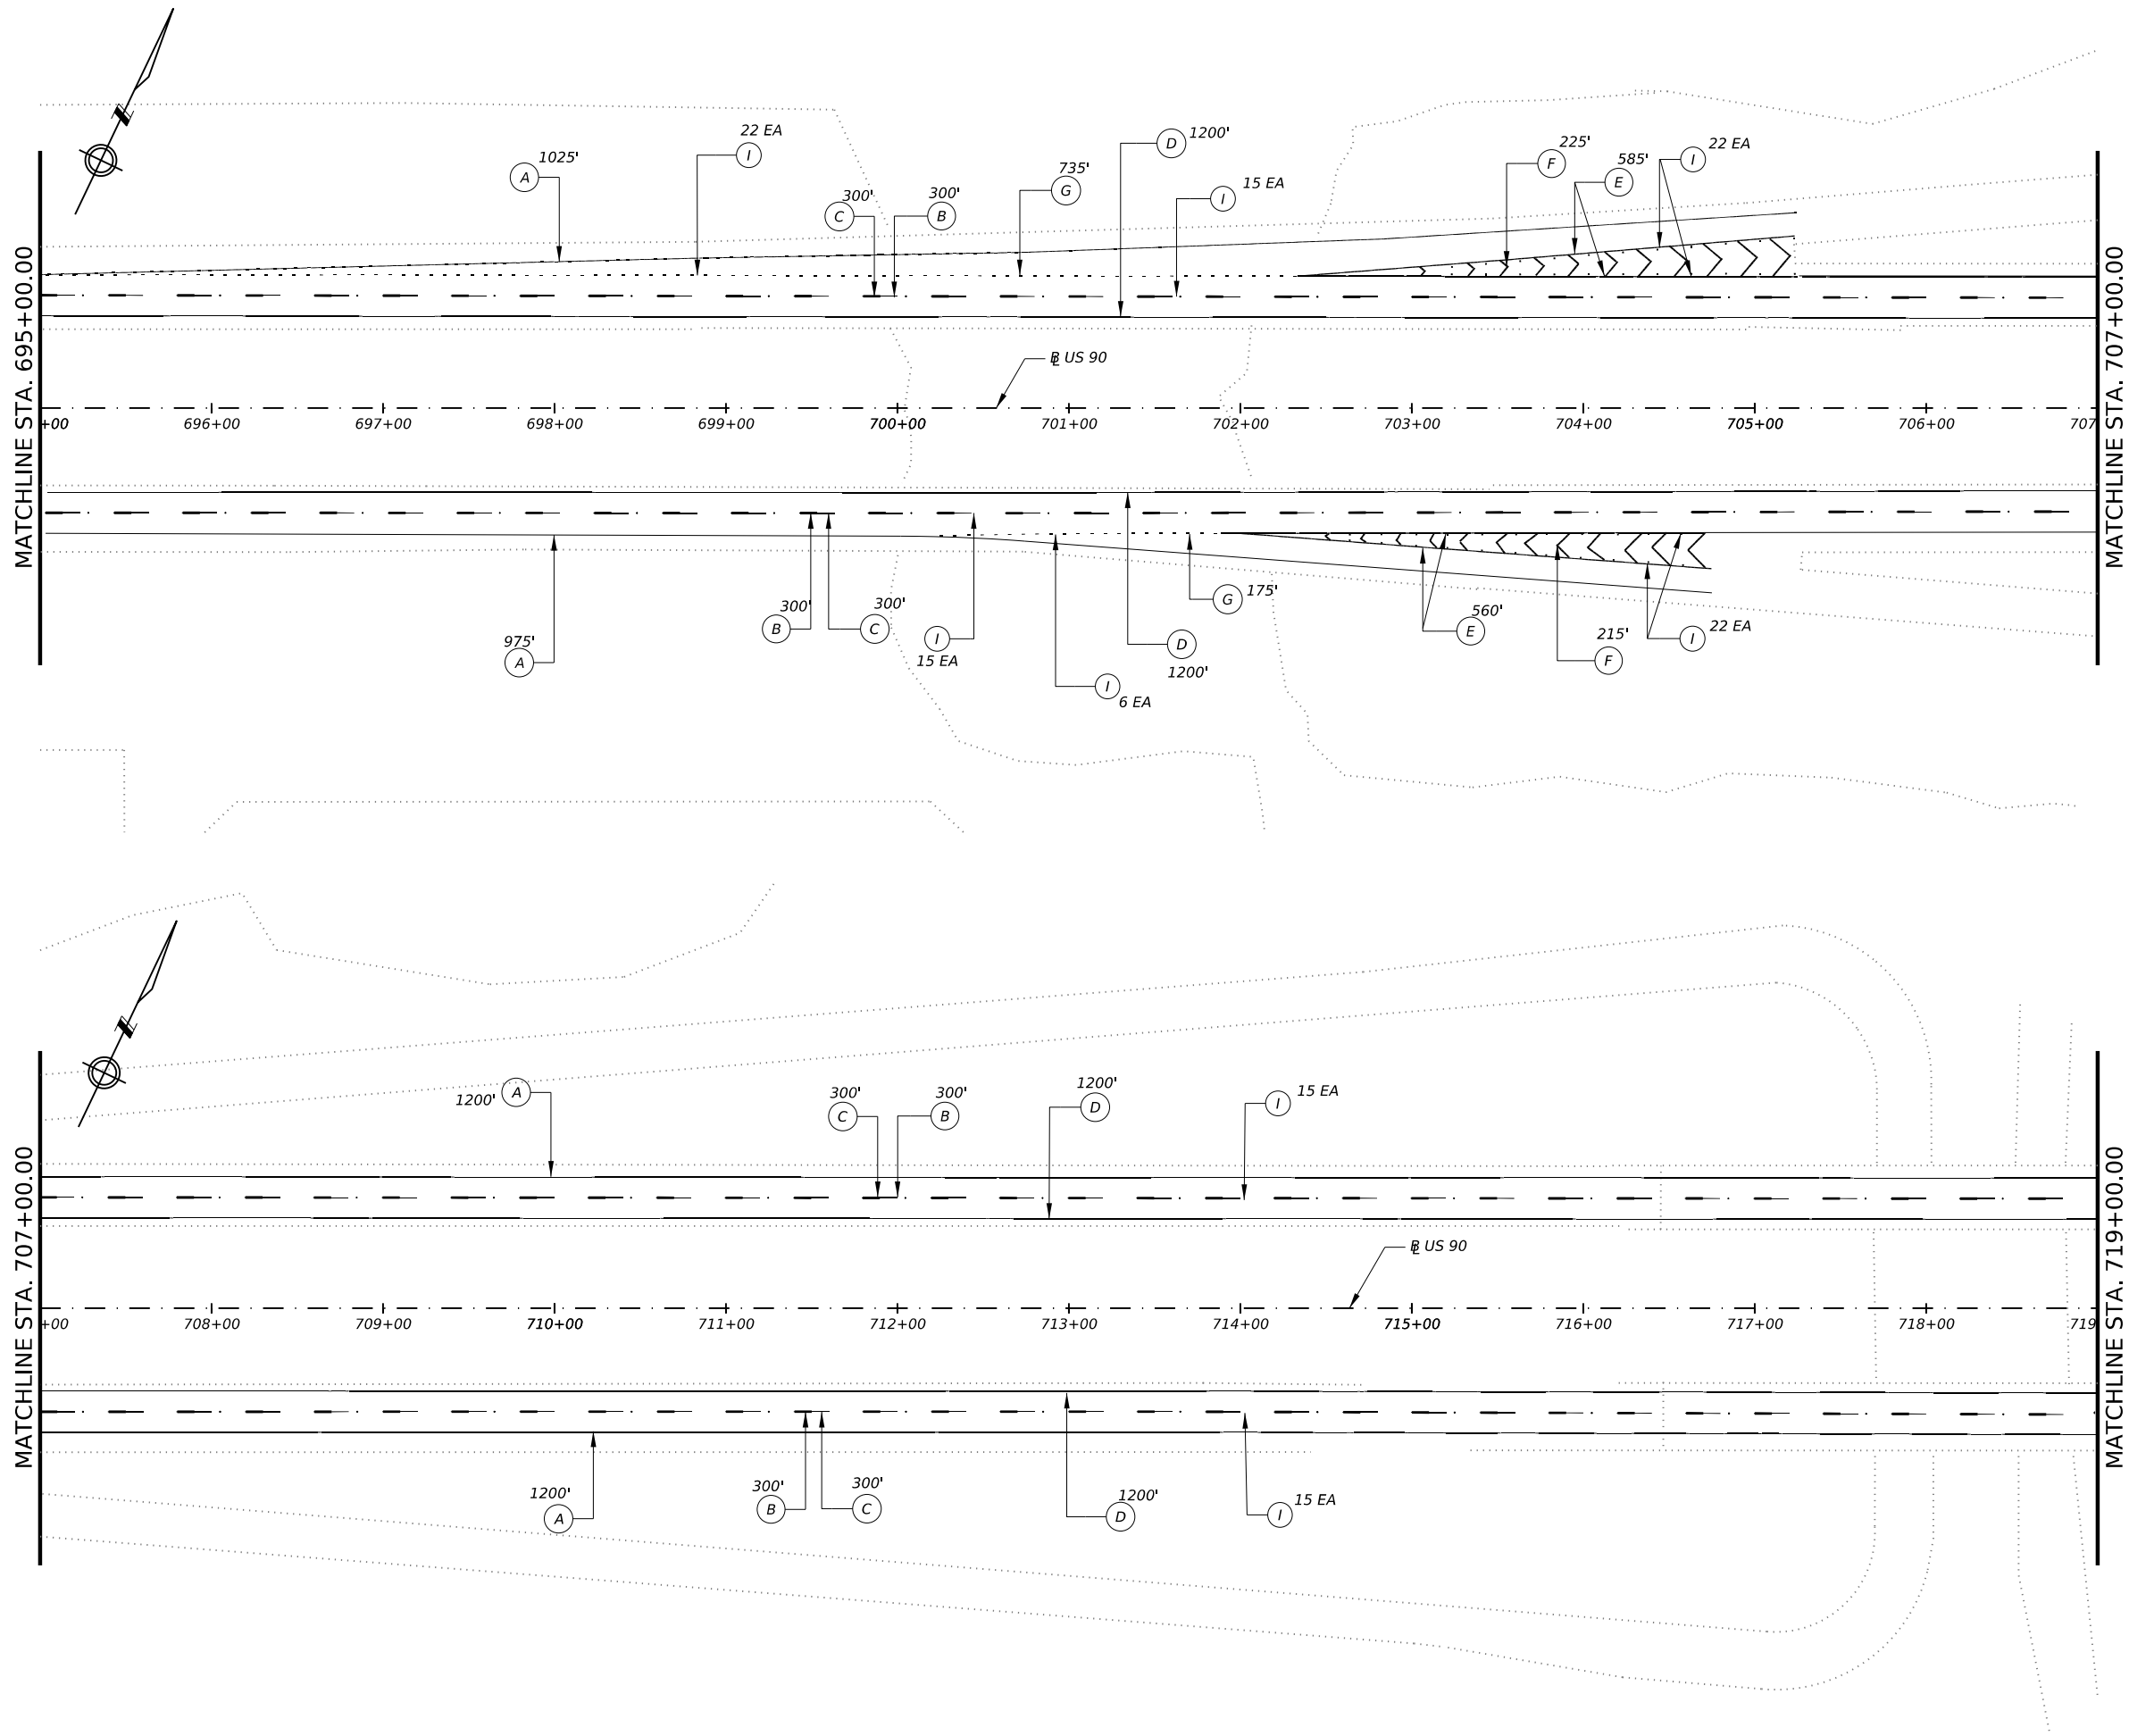 22 EA
I
1025'
A
D 1200'
225'
F
585'
E
I 22 EA
735'
G
300'
C
300'
B
15 EA
I
MATCHLINE STA. 695+00.00
MATCHLINE STA. 707+00.00
BL US 90
+00 696+00 697+00 698+00 699+00 700+00 701+00 702+00 703+00 704+00 705+00 706+00 707
300'
B
300'
C
975'
A
I
15 EA
I
6 EA
G 175'
D
1200'
560'
E
215'
F
I 22 EA
N
N
1200' A
300'
C
300'
B
1200'
D
I 15 EA
MATCHLINE STA. 707+00.00
MATCHLINE STA. 719+00.00
BL US 90
+00 708+00 709+00 710+00 711+00 712+00 713+00 714+00 715+00 716+00 717+00 718+00 719
1200'
A
300'
B
300'
C
1200'
D
15 EA
I